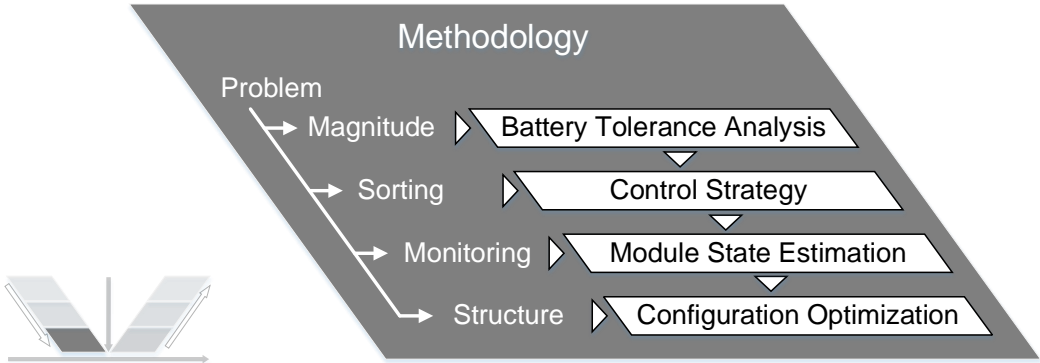 Methodology
Problem
Magnitude Battery Tolerance Analysis
Sorting Control Strategy
Monitoring Module State Estimation
Structure Configuration Optimization